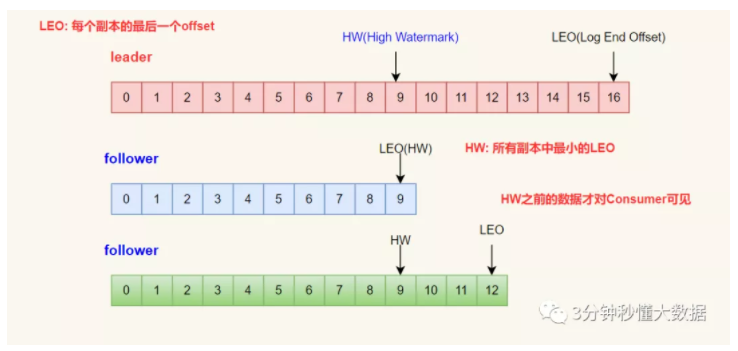 LEO: 每个副本的最后一个offset
HW(High Watermark)
LEO(Log End Offset)
leader
0 1 2 3 4 5 6 7 8 9 10 11 12 13 14 15 16
follower
LEO(HW)
HW: 所有副本中最小的LEO
0 1 2 3 4 5 6 7 8 9
HW之前的数据才对Consumer可见
follower
HW
LEO
0 1 2 3 4 5 6 7 8 9 10 11 12
3分钟秒懂大数据